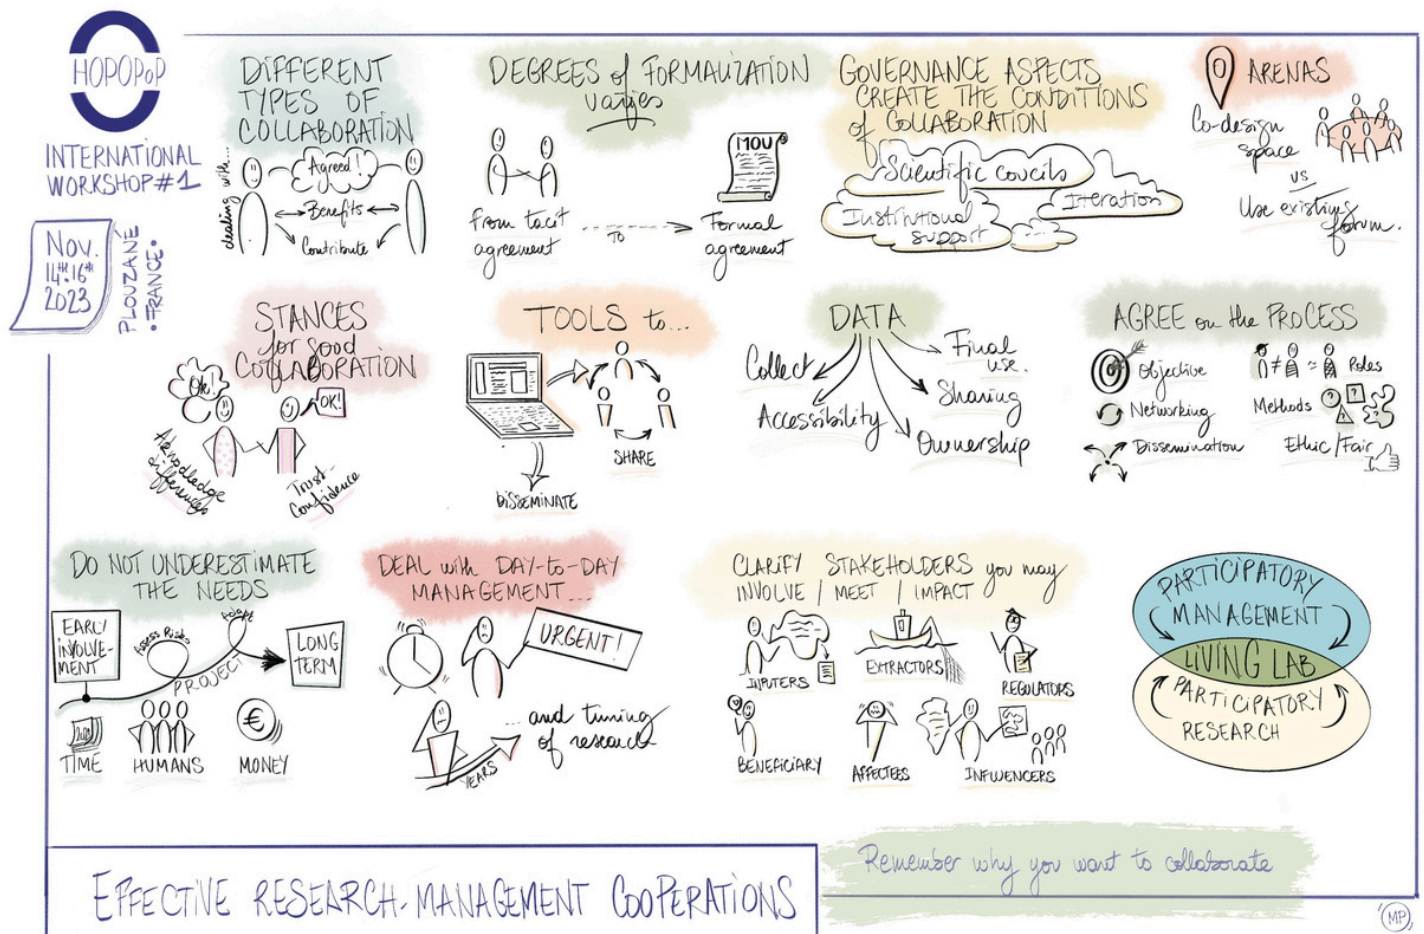 HOPOPoP
INTERNATIONAL
WORKSHOP #1
NOV.
14TH.16th
2023
PLOUZANÉ
• FRANCE •
DIFFERENT
TYPES OF
COLLABORATION
dealing with...
Agreed!
Benefits
Contribute
DEGREES of FORMALIZATION
varies
From tacit
agreement
TO
MOU
Formal
agreement
GOVERNANCE ASPECTS
CREATE THE CONDITIONS
of COLLABORATION
Scientific coucils
Institutional
support
Iteration
...
ARENAS
Co-design
space
vs
Use existing
forum.
STANCES
for good
COLLABORATION
Ok!
OK!
Aknodledge
differences
Trust
Confidence
TOOLS to...
SHARE
DISSEMINATE
DATA
Collect
Accessibility
Final
use.
Sharing
Ownership
AGREE on the PROCESS
Objective
Networking
Dissemination
≠ ≈
Roles
Methods
? ? !
Ethic/Fair
DO NOT UNDERESTIMATE
THE NEEDS
EARLY
INVOLVE-
MENT
Assess Risks
Adapt
PROJECT
LONG
TERM
TIME
HUMANS
€
MONEY
DEAL with DAY-to-DAY
MANAGEMENT...
URGENT!
YEARS
... and timing
of research
CLARIFY STAKEHOLDERS you may
INVOLVE / MEET / IMPACT
INPUTERS
EXTRACTORS
REGULATORS
BENEFICIARY
AFFECTEES
INFLUENCERS
PARTICIPATORY
MANAGEMENT
LIVING LAB
PARTICIPATORY
RESEARCH
EFFECTIVE RESEARCH-MANAGEMENT COOPERATIONS
Remember why you want to collaborate
MP